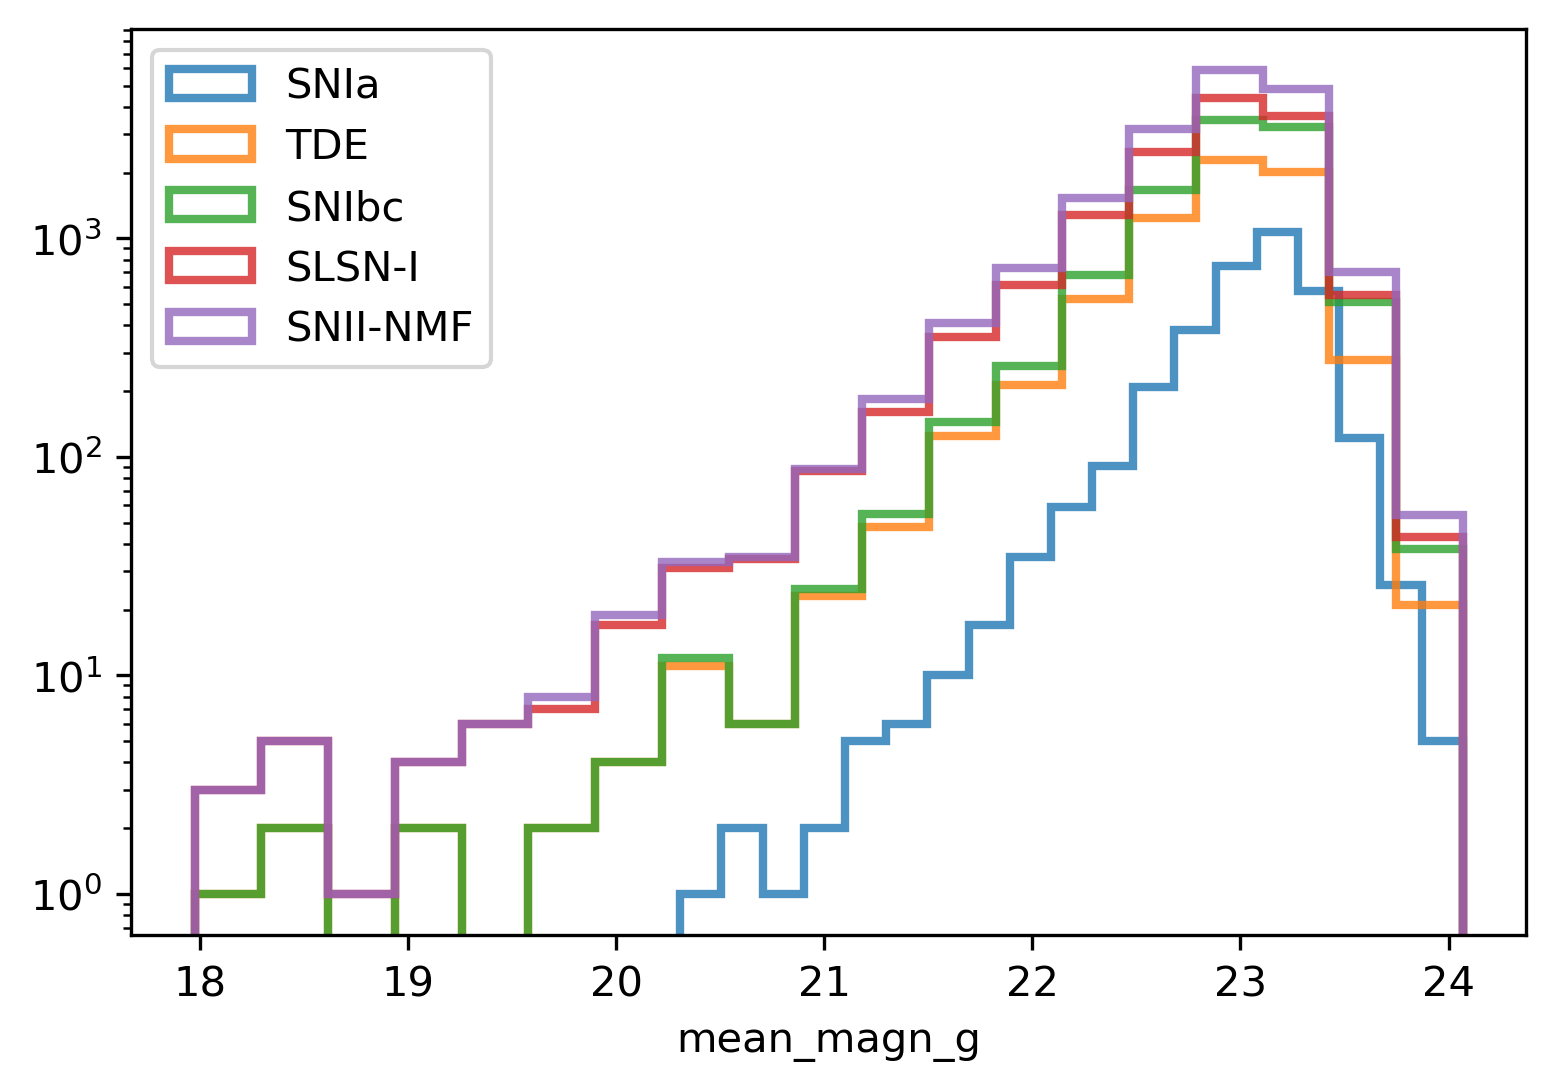 SNIa
TDE
SNIbc
SLSN-I
SNII-NMF
10³
10²
10¹
10⁰
18 19 20 21 22 23 24
mean_magn_g